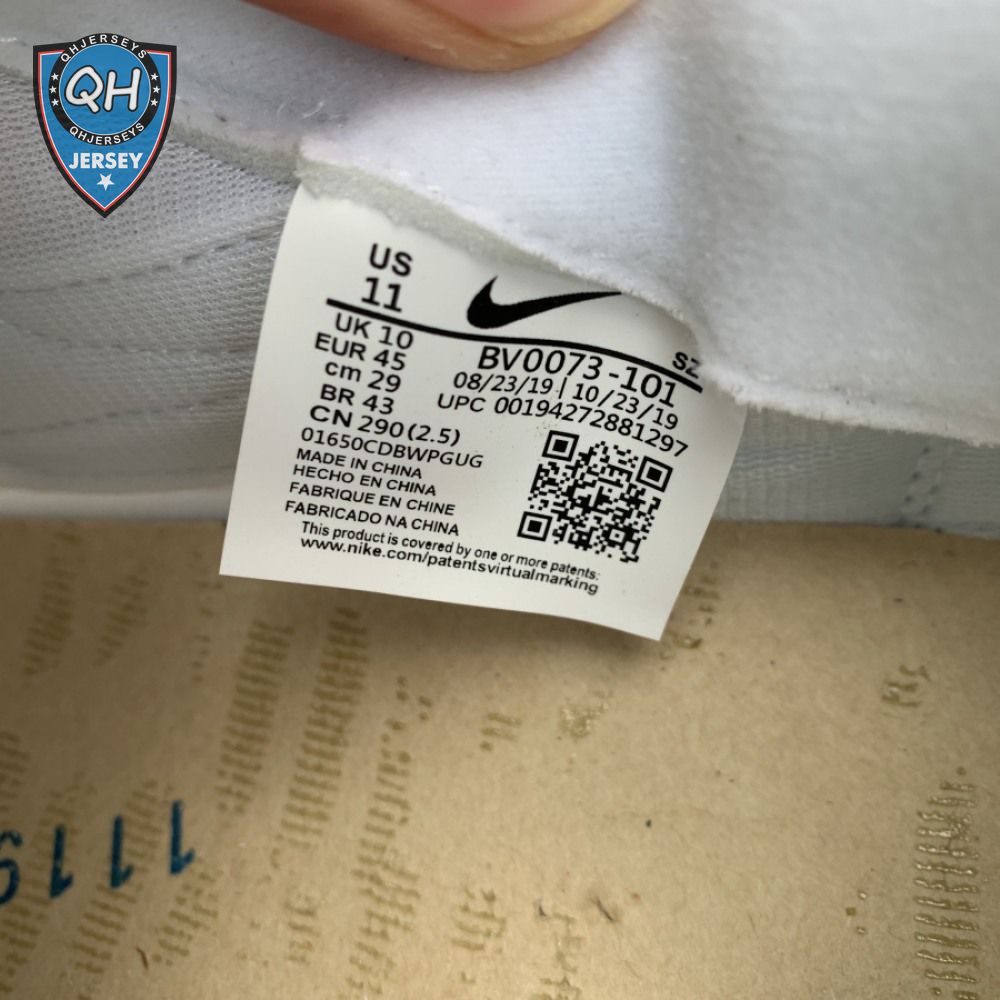 QHJERSEYS
QH
QHJERSEYS
JERSEY
US
11
UK 10
EUR 45
cm 29
BR 43
CN 290 (2.5)
SZ
BV0073-101
08/23/19 | 10/23/19
UPC 00194272881297
01650CDBWPGUG
MADE IN CHINA
HECHO EN CHINA
FABRIQUE EN CHINE
FABRICADO NA CHINA
This product is covered by one or more patents:
www.nike.com/patentsvirtualmarking